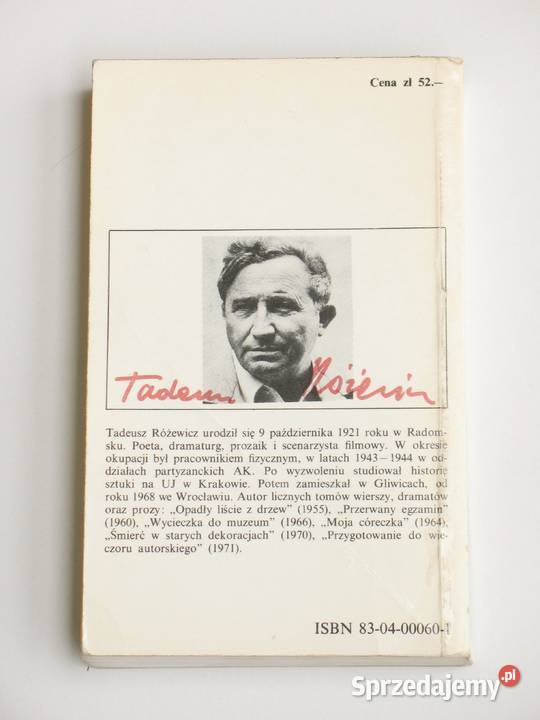 Cena zł 52.—
Tadeusz Różewicz
Tadeusz Różewicz urodził się 9 października 1921 roku w Radom-
sku. Poeta, dramaturg, prozaik i scenarzysta filmowy. W okresie
okupacji był pracownikiem fizycznym, w latach 1943—1944 w od-
działach partyzanckich AK. Po wyzwoleniu studiował historię
sztuki na UJ w Krakowie. Potem zamieszkał w Gliwicach, od
roku 1968 we Wrocławiu. Autor licznych tomów wierszy, dramatów
oraz prozy: „Opadły liście z drzew” (1955), „Przerwany egzamin”
(1960), „Wycieczka do muzeum” (1966), „Moja córeczka” (1964),
„Śmierć w starych dekoracjach” (1970), „Przygotowanie do wie-
czoru autorskiego” (1971).
ISBN 83-04-00060-1
Sprzedajemy.pl